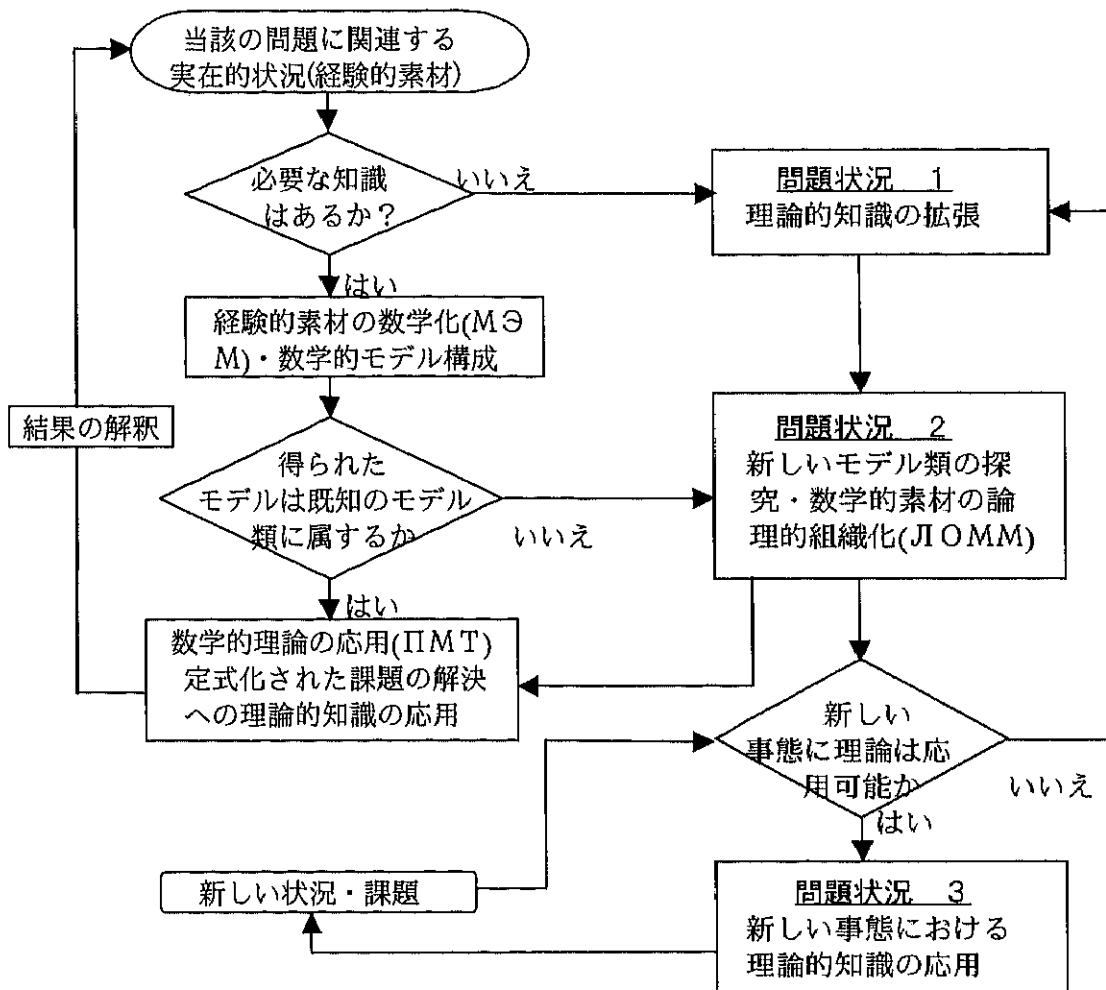 当該の問題に関連する
実在的状況(経験的素材)
必要な知識
はあるか？
いいえ
問題状況　1
理論的知識の拡張
はい
経験的素材の数学化(МЭ
М)・数学的モデル構成
結果の解釈
得られた
モデルは既知のモデル
類に属するか
いいえ
問題状況　2
新しいモデル類の探
究・数学的素材の論
理的組織化(ЛОММ)
はい
数学的理論の応用(ПМТ)
定式化された課題の解決
への理論的知識の応用
新しい
事態に理論は応
用可能か
いいえ
はい
新しい状況・課題
問題状況　3
新しい事態における
理論的知識の応用